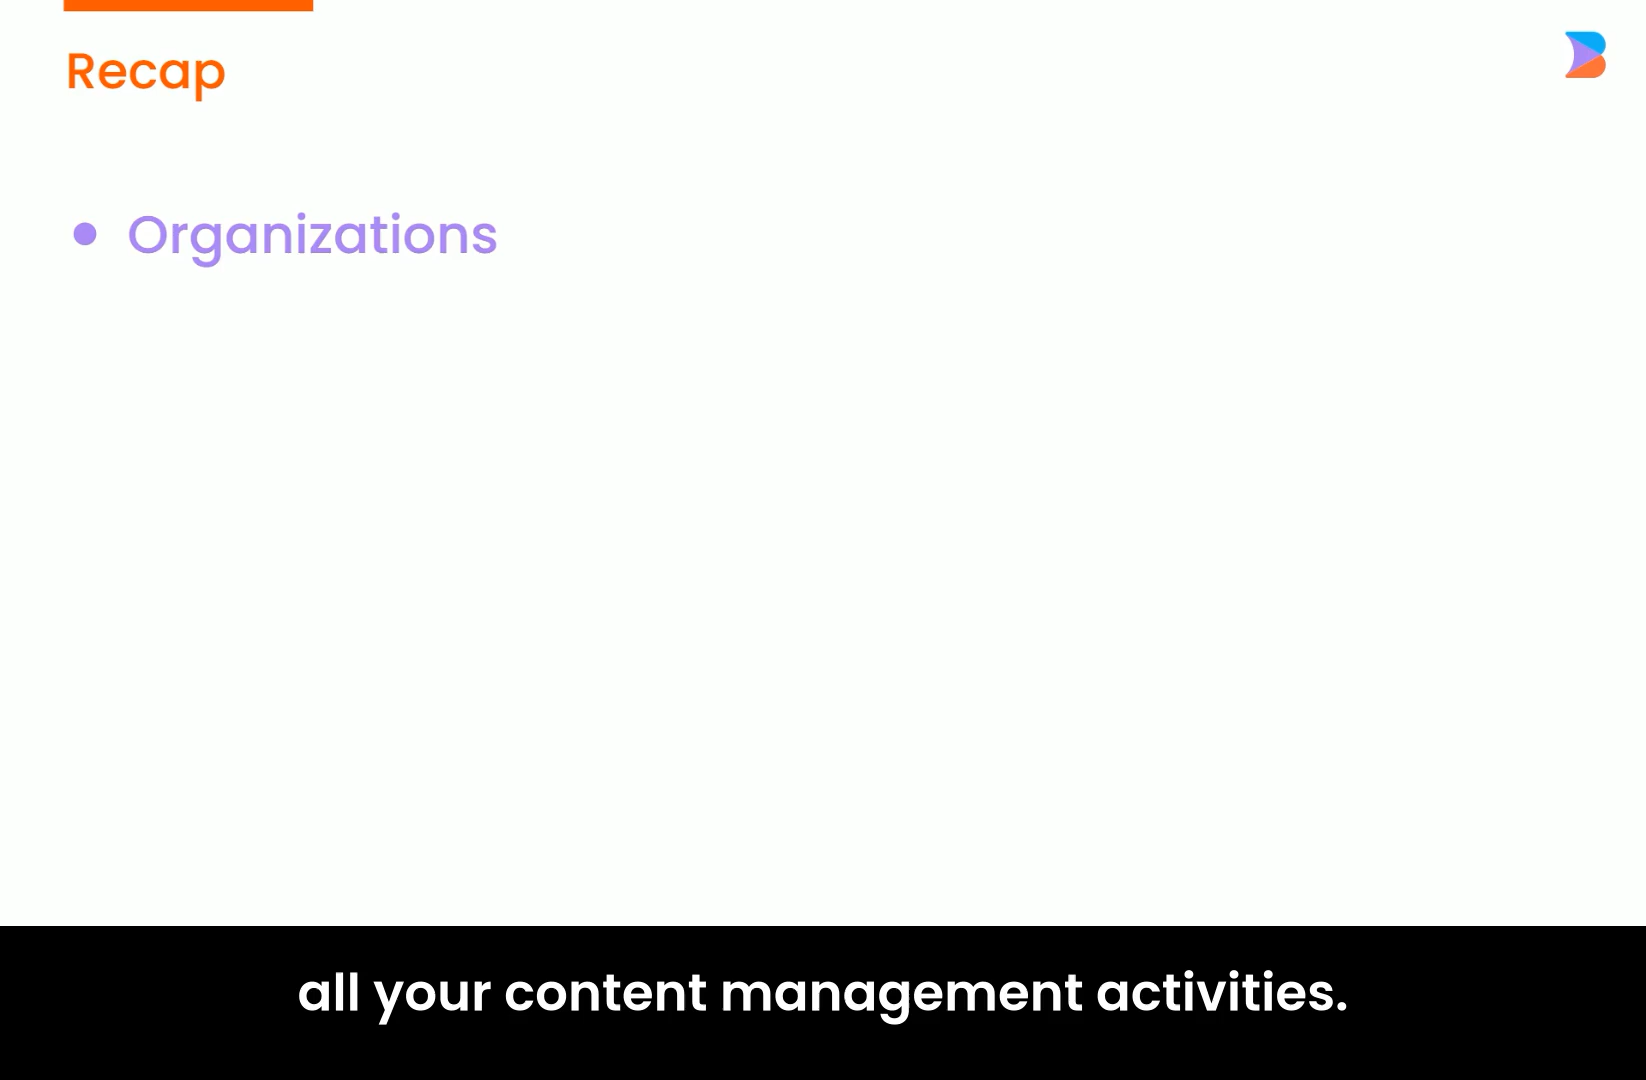 Recap
• Organizations
all your content management activities.